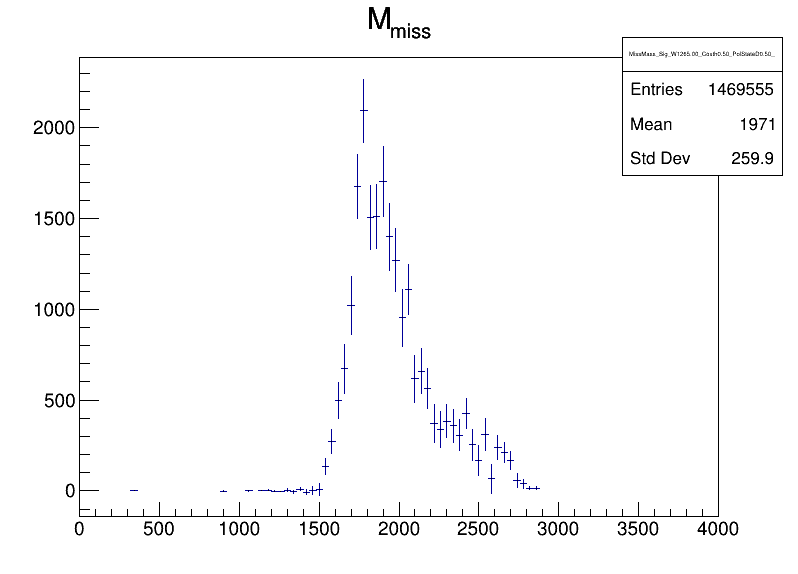 M_miss
MissMass_Sig_W1265.00_Costh0.50_PolStateD0.50_
Entries 1469555
Mean 1971
Std Dev 259.9
2000
1500
1000
500
0
0 500 1000 1500 2000 2500 3000 3500 4000